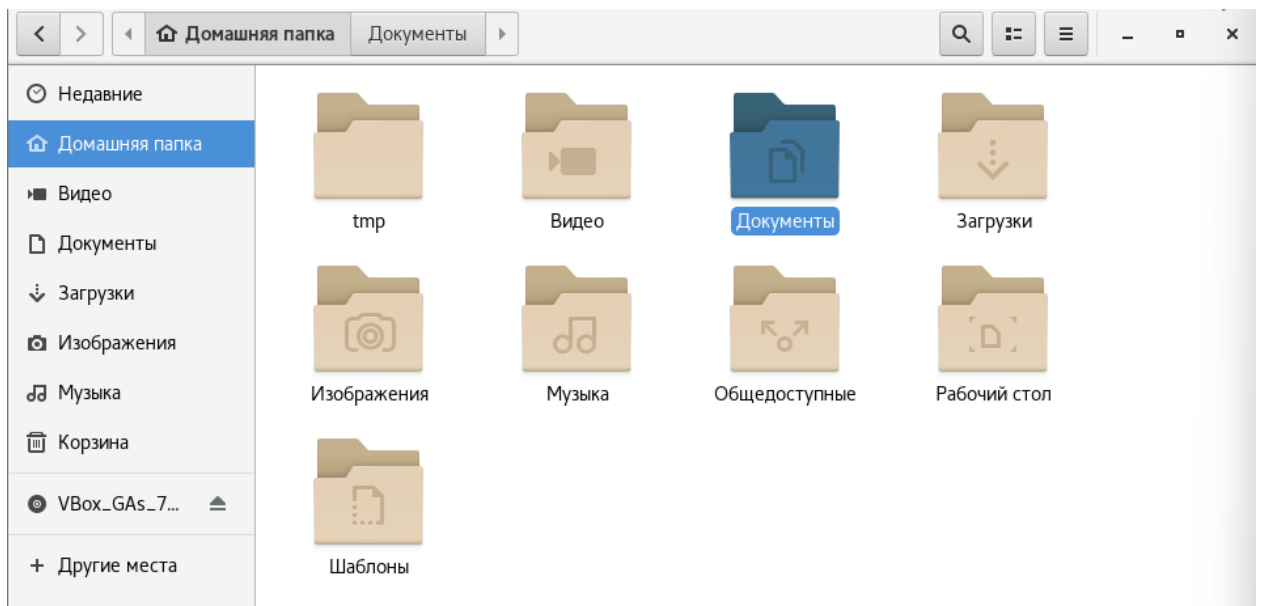 Домашняя папка Документы
Недавние
Домашняя папка
Видео
Документы
Загрузки
Изображения
Музыка
Корзина
VBox_GAs_7...
Другие места
tmp Видео Документы Загрузки
Изображения Музыка Общедоступные Рабочий стол
Шаблоны